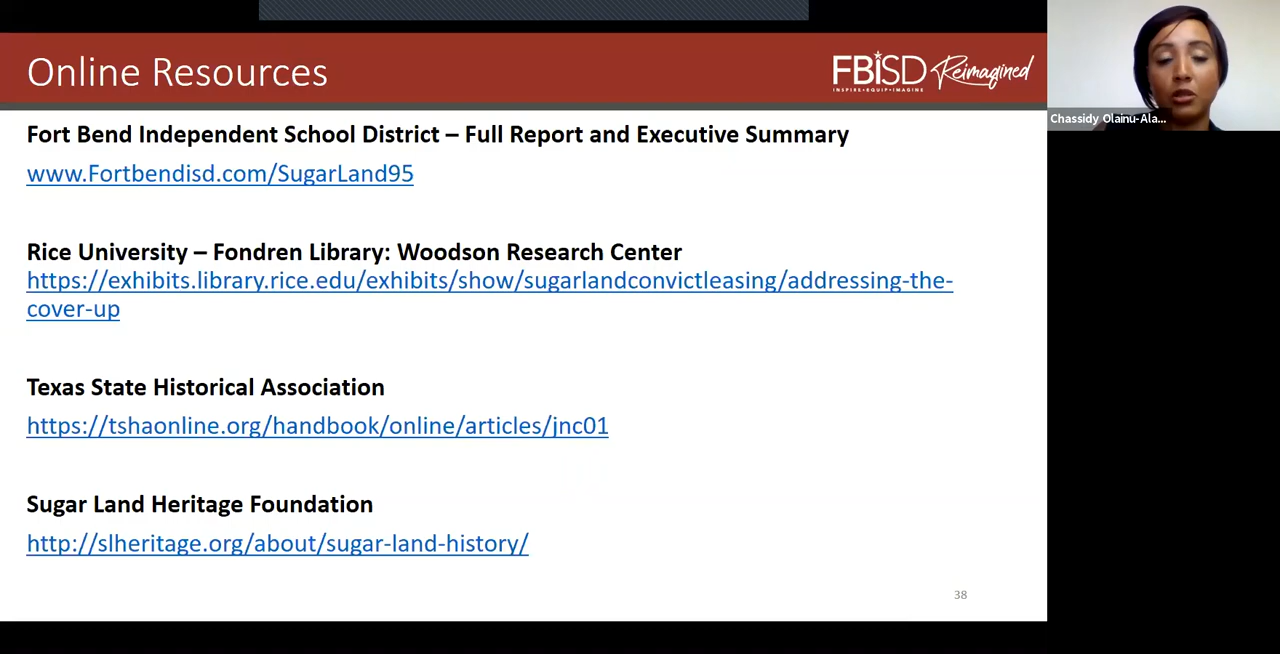 Online Resources
FBISD Reimagined
INSPIRE•EQUIP•IMAGINE
Chassidy Olainu-Ala...
Fort Bend Independent School District – Full Report and Executive Summary
www.Fortbendisd.com/SugarLand95
Rice University – Fondren Library: Woodson Research Center
https://exhibits.library.rice.edu/exhibits/show/sugarlandconvictleasing/addressing-the-
cover-up
Texas State Historical Association
https://tshaonline.org/handbook/online/articles/jnc01
Sugar Land Heritage Foundation
http://slheritage.org/about/sugar-land-history/
38